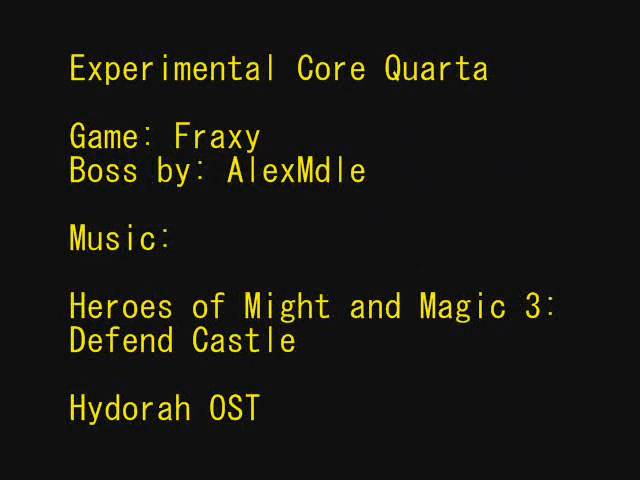 Experimental Core Quarta
Game: Fraxy
Boss by: AlexMdle
Music:
Heroes of Might and Magic 3:
Defend Castle
Hydorah OST